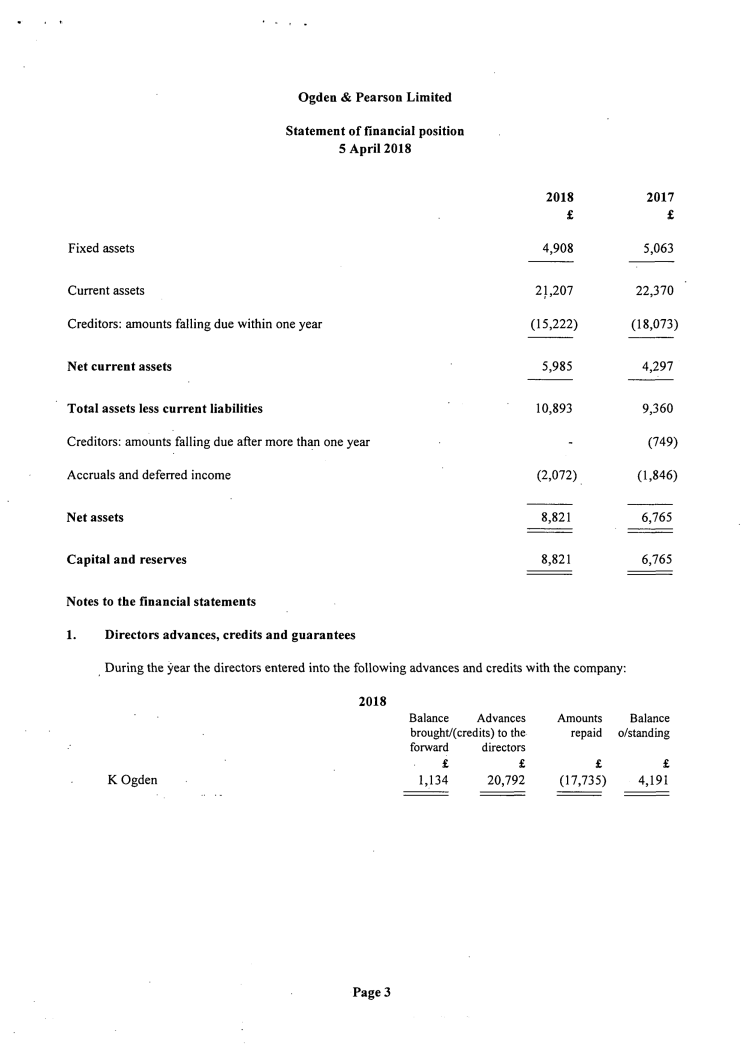 Ogden & Pearson Limited
Statement of financial position
5 April 2018
2018 2017
£ £
Fixed assets 4,908 5,063
Current assets 21,207 22,370
Creditors: amounts falling due within one year (15,222) (18,073)
Net current assets 5,985 4,297
Total assets less current liabilities 10,893 9,360
Creditors: amounts falling due after more than one year - (749)
Accruals and deferred income (2,072) (1,846)
Net assets 8,821 6,765
Capital and reserves 8,821 6,765
Notes to the financial statements
1. Directors advances, credits and guarantees
During the year the directors entered into the following advances and credits with the company:
2018
Balance Advances Amounts Balance
brought/(credits) to the repaid o/standing
forward directors
£ £ £ £
K Ogden 1,134 20,792 (17,735) 4,191
Page 3